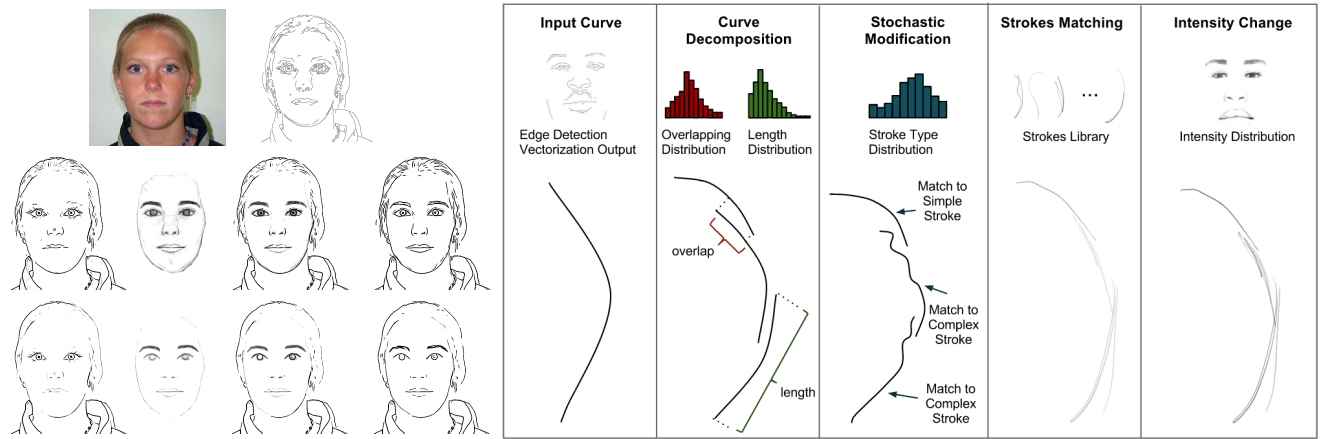 Input Curve
Edge Detection
Vectorization Output
Curve
Decomposition
Overlapping
Distribution
Length
Distribution
overlap
length
Stochastic
Modification
Stroke Type
Distribution
Match to
Simple
Stroke
Match to
Complex
Stroke
Match to
Complex
Stroke
Strokes Matching
...
Strokes Library
Intensity Change
Intensity Distribution